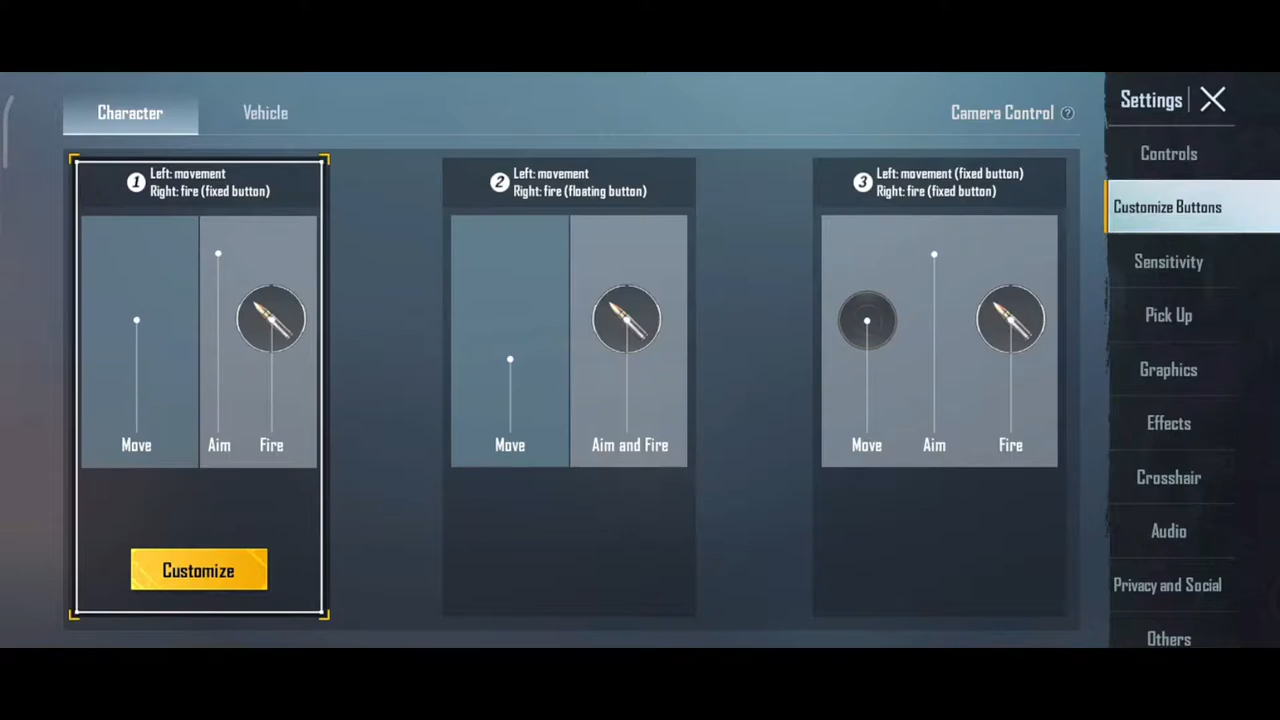 Character
Vehicle
Camera Control ?
Settings
1
Left: movement
Right: fire (fixed button)
Move
Aim
Fire
Customize
2
Left: movement
Right: fire (floating button)
Move
Aim and Fire
3
Left: movement (fixed button)
Right: fire (fixed button)
Move
Aim
Fire
Controls
Customize Buttons
Sensitivity
Pick Up
Graphics
Effects
Crosshair
Audio
Privacy and Social
Others